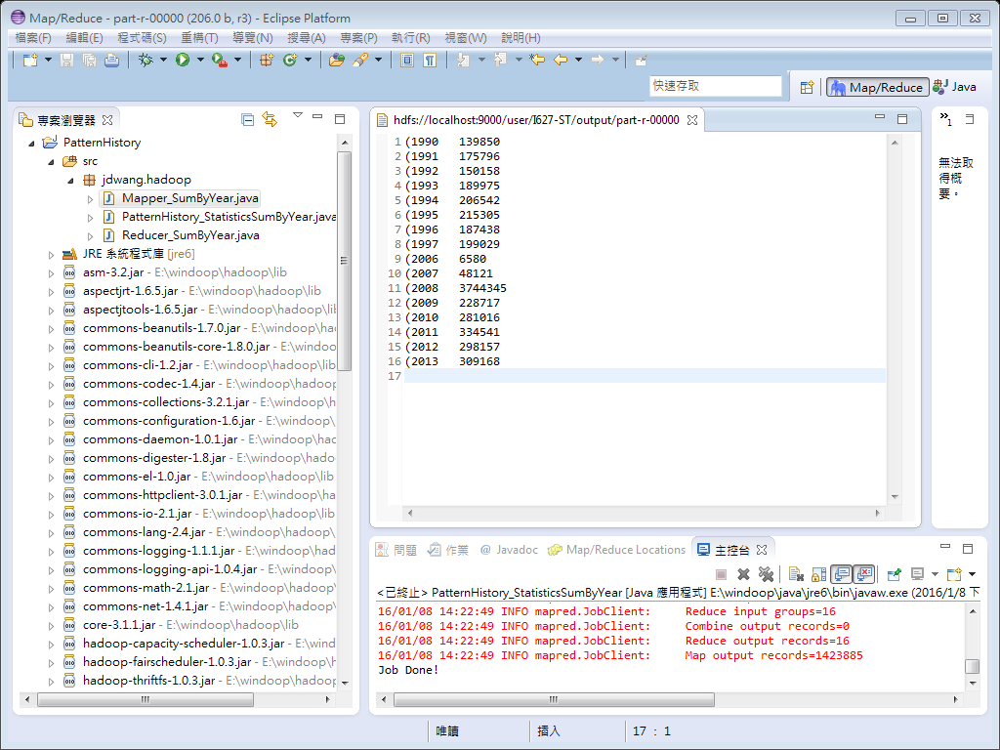 Map/Reduce - part-r-00000 (206.0 b, r3) - Eclipse Platform
檔案(F) 編輯(E) 程式碼(S) 重構(T) 導覽(N) 搜尋(A) 專案(P) 執行(R) 視窗(W) 說明(H)
快速存取
Map/Reduce
Java
專案瀏覽器
PatternHistory
src
jdwang.hadoop
Mapper_SumByYear.java
PatternHistory_StatisticsSumByYear.java
Reducer_SumByYear.java
JRE 系統程式庫 [jre6]
asm-3.2.jar - E:\windoop\hadoop\lib
aspectjrt-1.6.5.jar - E:\windoop\hadoop\lib
aspectjtools-1.6.5.jar - E:\windoop\hadoop\lib
commons-beanutils-1.7.0.jar - E:\windoop\ha
commons-beanutils-core-1.8.0.jar - E:\windoo
commons-cli-1.2.jar - E:\windoop\hadoop\lib
commons-codec-1.4.jar - E:\windoop\hadoop
commons-collections-3.2.1.jar - E:\windoop\h
commons-configuration-1.6.jar - E:\windoop\
commons-daemon-1.0.1.jar - E:\windoop\had
commons-digester-1.8.jar - E:\windoop\hado
commons-el-1.0.jar - E:\windoop\hadoop\lib
commons-httpclient-3.0.1.jar - E:\windoop\h
commons-io-2.1.jar - E:\windoop\hadoop\lib
commons-lang-2.4.jar - E:\windoop\hadoop\l
commons-logging-1.1.1.jar - E:\windoop\had
commons-logging-api-1.0.4.jar - E:\windoop\
commons-math-2.1.jar - E:\windoop\hadoop\
commons-net-1.4.1.jar - E:\windoop\hadoop\
core-3.1.1.jar - E:\windoop\hadoop\lib
hadoop-capacity-scheduler-1.0.3.jar - E:\wind
hadoop-fairscheduler-1.0.3.jar - E:\windoop\
hadoop-thriftfs-1.0.3.jar - E:\windoop\hadoop
hdfs://localhost:9000/user/I627-ST/output/part-r-00000
1 (1990 139850
2 (1991 175796
3 (1992 150158
4 (1993 189975
5 (1994 206542
6 (1995 215305
7 (1996 187438
8 (1997 199029
9 (2006 6580
10 (2007 48121
11 (2008 3744345
12 (2009 228717
13 (2010 281016
14 (2011 334541
15 (2012 298157
16 (2013 309168
17
»1
無法取
得概
要。
問題 作業 @ Javadoc Map/Reduce Locations 主控台
<已終止> PatternHistory_StatisticsSumByYear [Java 應用程式] E:\windoop\java\jre6\bin\javaw.exe (2016/1/8 下
16/01/08 14:22:49 INFO mapred.JobClient: Reduce input groups=16
16/01/08 14:22:49 INFO mapred.JobClient: Combine output records=0
16/01/08 14:22:49 INFO mapred.JobClient: Reduce output records=16
16/01/08 14:22:49 INFO mapred.JobClient: Map output records=1423885
Job Done!
唯讀 插入 17 : 1